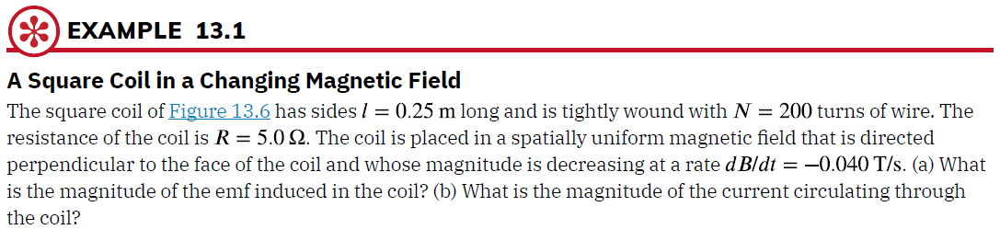 EXAMPLE 13.1
A Square Coil in a Changing Magnetic Field
The square coil of Figure 13.6 has sides l = 0.25 m long and is tightly wound with N = 200 turns of wire. The
resistance of the coil is R = 5.0 Ω. The coil is placed in a spatially uniform magnetic field that is directed
perpendicular to the face of the coil and whose magnitude is decreasing at a rate dB/dt = −0.040 T/s. (a) What
is the magnitude of the emf induced in the coil? (b) What is the magnitude of the current circulating through
the coil?